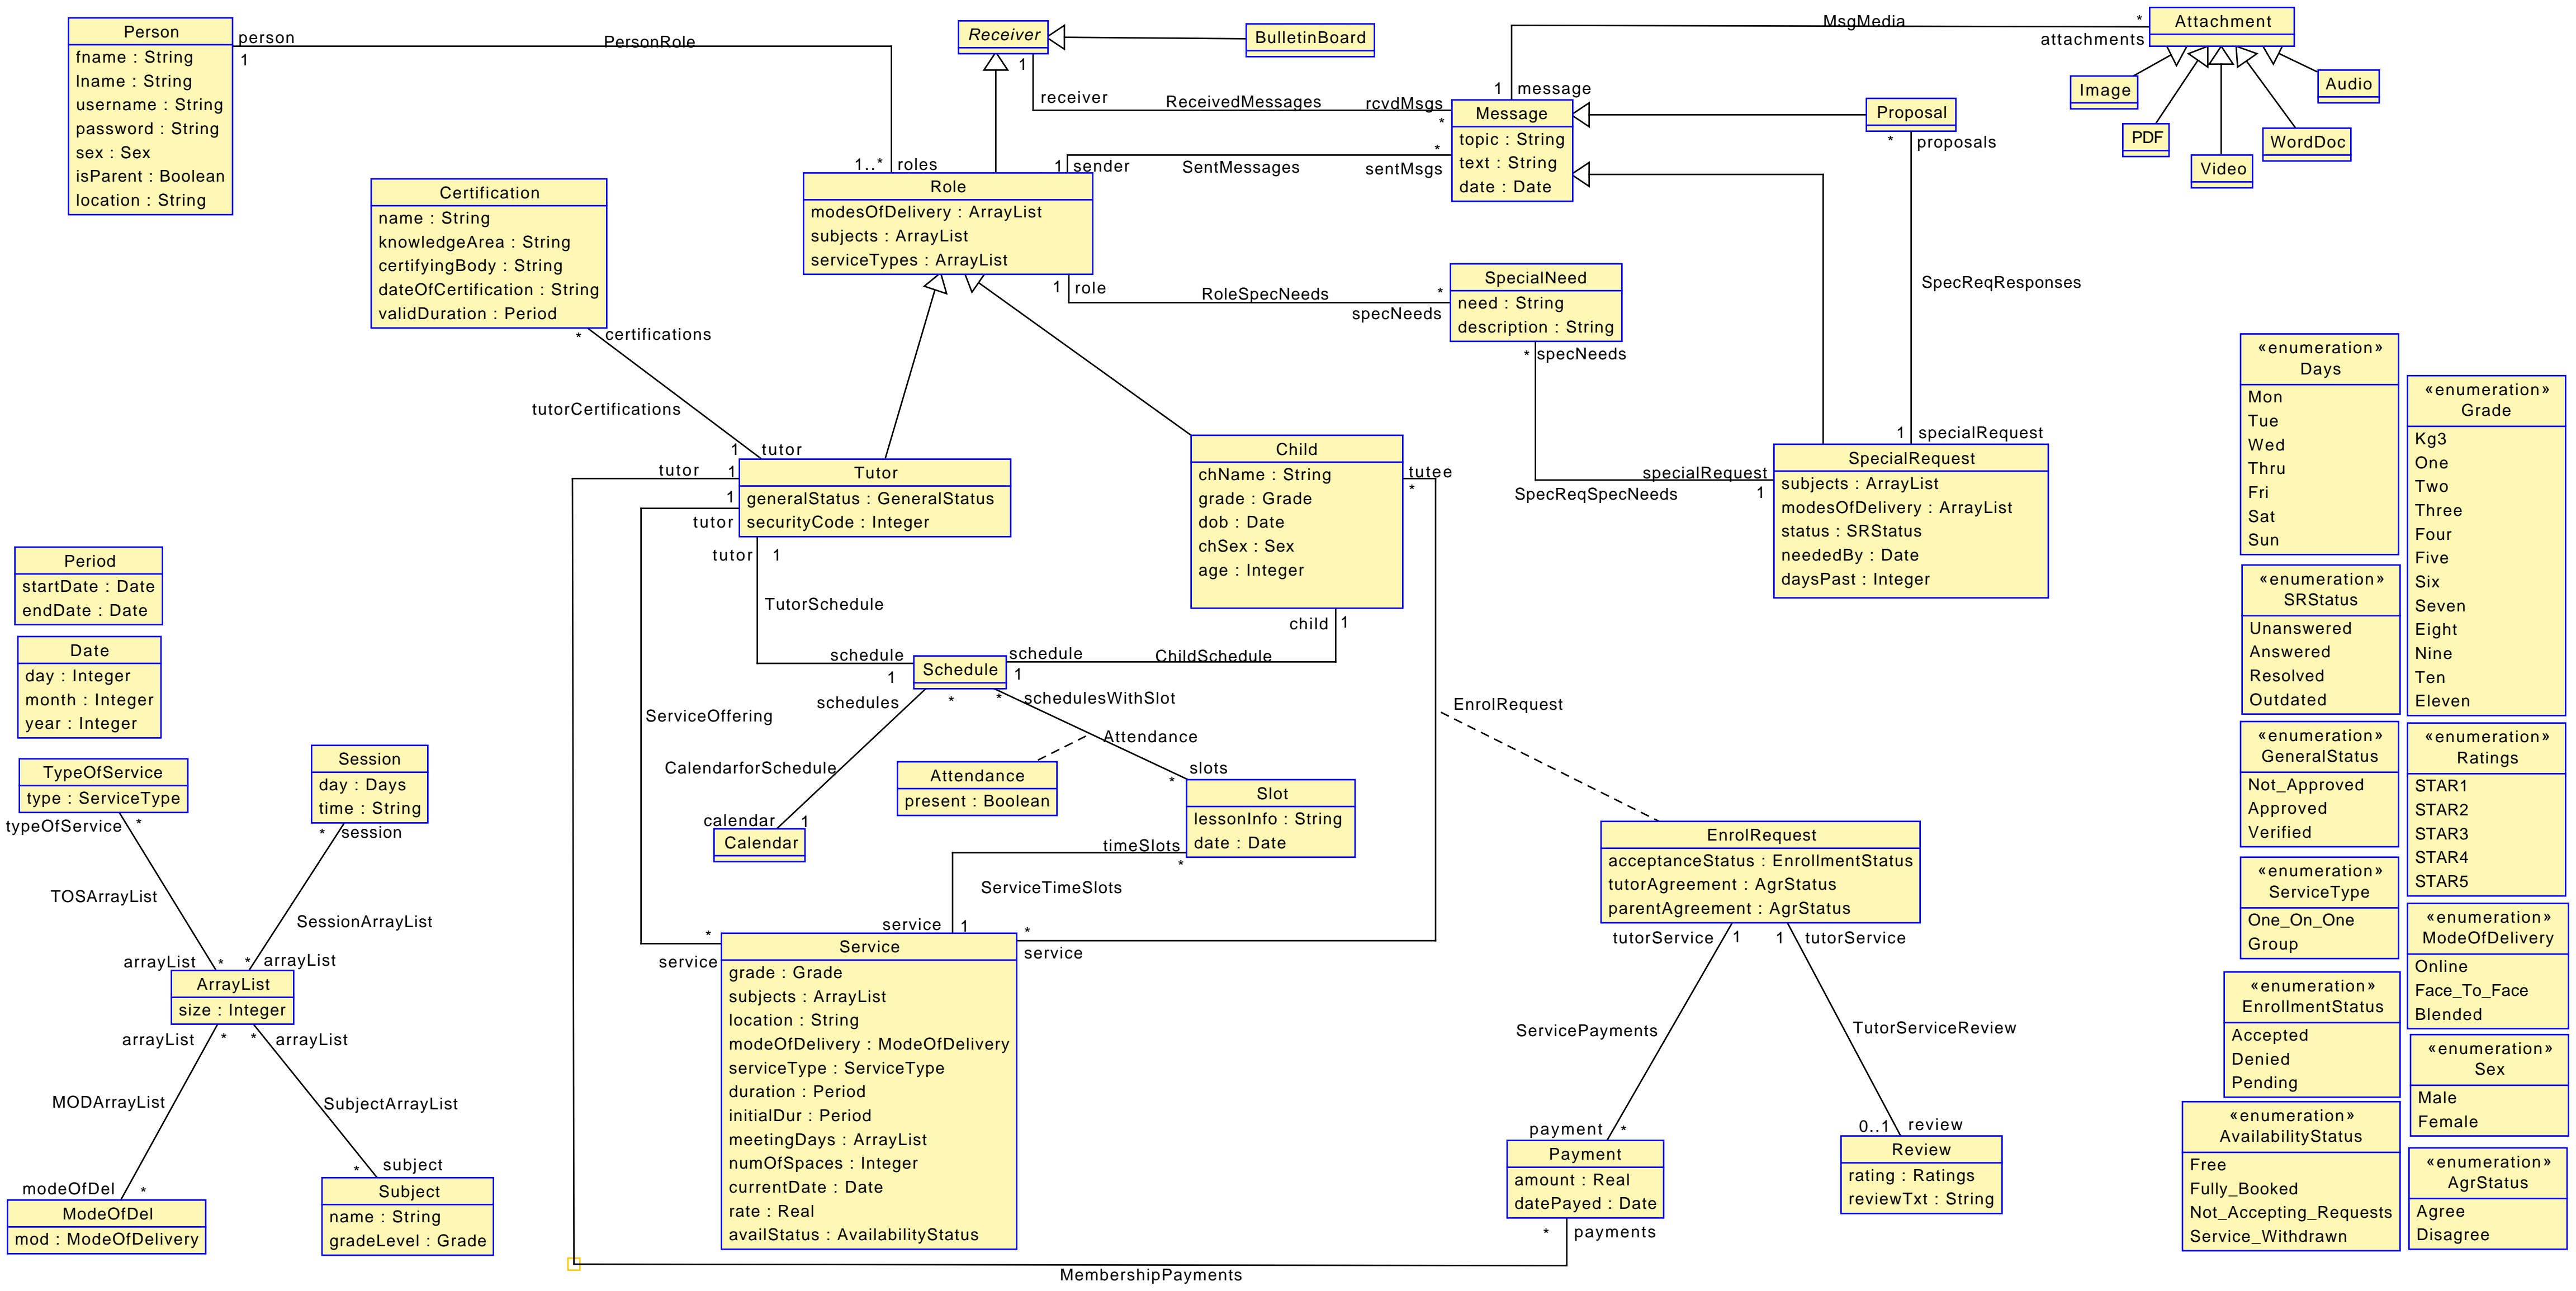 Person
fname : String
lname : String
username : String
password : String
sex : Sex
isParent : Boolean
location : String
person
1
PersonRole
1..*
roles
Receiver
1
receiver
BulletinBoard
ReceivedMessages
rcvdMsgs
*
1
sender
SentMessages
*
sentMsgs
MsgMedia
*
attachments
1
message
Attachment
Image
PDF
Video
WordDoc
Audio
Message
topic : String
text : String
date : Date
Proposal
*
proposals
SpecReqResponses
1
specialRequest
Certification
name : String
knowledgeArea : String
certifyingBody : String
dateOfCertification : String
validDuration : Period
*
certifications
tutorCertifications
1
tutor
Role
modesOfDelivery : ArrayList
subjects : ArrayList
serviceTypes : ArrayList
1
role
RoleSpecNeeds
*
specNeeds
SpecialNeed
need : String
description : String
*
specNeeds
specialRequest
1
SpecReqSpecNeeds
SpecialRequest
subjects : ArrayList
modesOfDelivery : ArrayList
status : SRStatus
neededBy : Date
daysPast : Integer
tutor
1
1
tutor
Tutor
generalStatus : GeneralStatus
securityCode : Integer
tutor
1
TutorSchedule
schedule
1
Child
chName : String
grade : Grade
dob : Date
chSex : Sex
age : Integer
tutee
*
child
1
schedule
1
ChildSchedule
Schedule
schedules
*
*
schedulesWithSlot
ServiceOffering
CalendarforSchedule
Attendance
Attendance
present : Boolean
slots
*
Slot
lessonInfo : String
date : Date
calendar
1
Calendar
timeSlots
*
ServiceTimeSlots
service
1
EnrolRequest
*
service
*
service
Service
grade : Grade
subjects : ArrayList
location : String
modeOfDelivery : ModeOfDelivery
serviceType : ServiceType
duration : Period
initialDur : Period
meetingDays : ArrayList
numOfSpaces : Integer
currentDate : Date
rate : Real
availStatus : AvailabilityStatus
EnrolRequest
acceptanceStatus : EnrollmentStatus
tutorAgreement : AgrStatus
parentAgreement : AgrStatus
tutorService
1
1
tutorService
ServicePayments
TutorServiceReview
payment
*
0..1
review
Payment
amount : Real
datePayed : Date
*
payments
MembershipPayments
Review
rating : Ratings
reviewTxt : String
Period
startDate : Date
endDate : Date
Date
day : Integer
month : Integer
year : Integer
TypeOfService
type : ServiceType
typeOfService
*
Session
day : Days
time : String
*
session
TOSArrayList
SessionArrayList
arrayList
*
*
arrayList
ArrayList
size : Integer
arrayList
*
*
arrayList
MODArrayList
SubjectArrayList
modeOfDel
*
*
subject
ModeOfDel
mod : ModeOfDelivery
Subject
name : String
gradeLevel : Grade
«enumeration»
Days
Mon
Tue
Wed
Thru
Fri
Sat
Sun
«enumeration»
Grade
Kg3
One
Two
Three
Four
Five
Six
Seven
Eight
Nine
Ten
Eleven
«enumeration»
SRStatus
Unanswered
Answered
Resolved
Outdated
«enumeration»
GeneralStatus
Not_Approved
Approved
Verified
«enumeration»
Ratings
STAR1
STAR2
STAR3
STAR4
STAR5
«enumeration»
ServiceType
One_On_One
Group
«enumeration»
ModeOfDelivery
Online
Face_To_Face
Blended
«enumeration»
EnrollmentStatus
Accepted
Denied
Pending
«enumeration»
Sex
Male
Female
«enumeration»
AvailabilityStatus
Free
Fully_Booked
Not_Accepting_Requests
Service_Withdrawn
«enumeration»
AgrStatus
Agree
Disagree